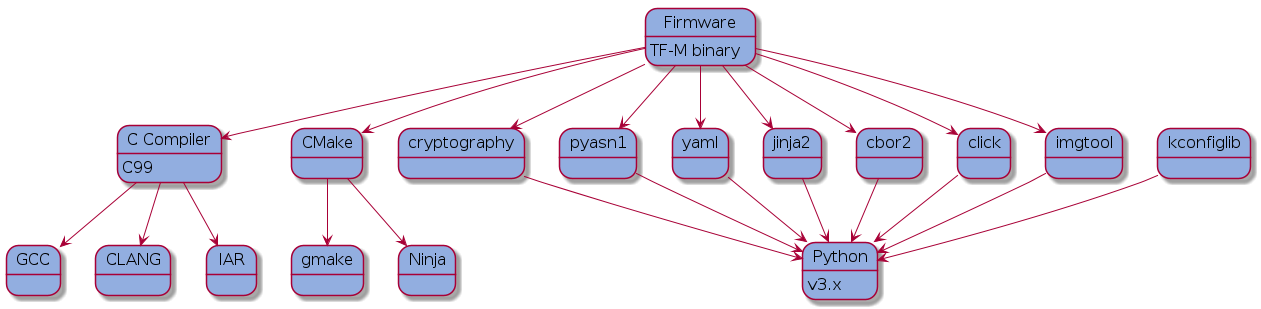 Firmware
TF-M binary
C Compiler
C99
CMake
cryptography
pyasn1
yaml
jinja2
cbor2
click
imgtool
kconfiglib
GCC
CLANG
IAR
gmake
Ninja
Python
v3.x